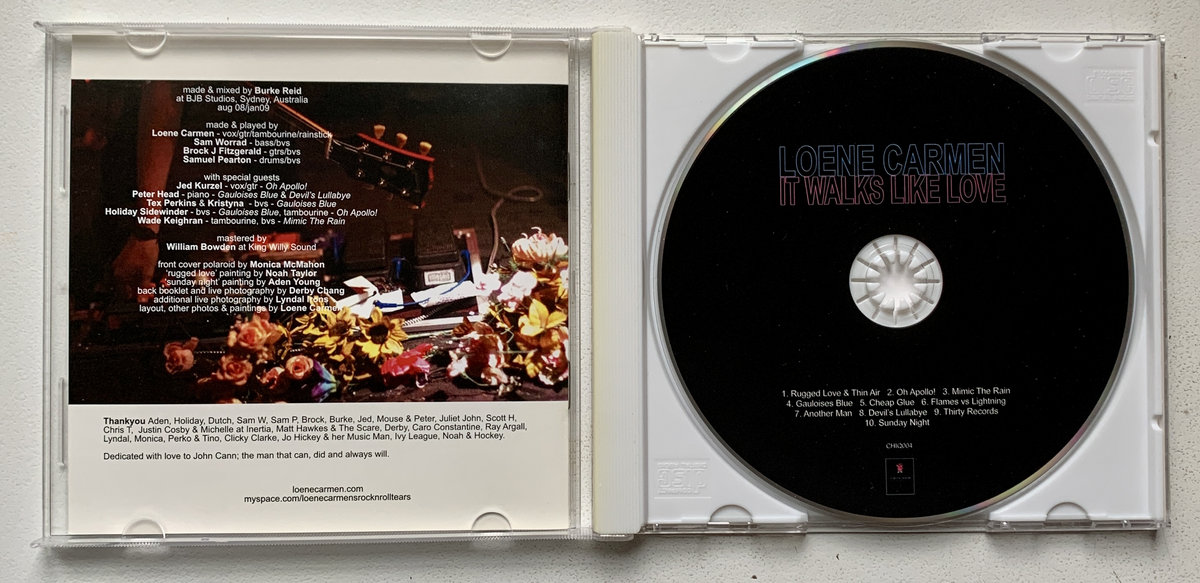 made & mixed by Burke Reid
at BJB Studios, Sydney, Australia
aug 08/jan09
made & played by
Loene Carmen - vox/gtr/tambourine/rainstick
Sam Worrad - bass/bvs
Brock J Fitzgerald - gtrs/bvs
Samuel Pearton - drums/bvs
with special guests
Jed Kurzel - vox/gtr - Oh Apollo!
Peter Head - piano - Gauloises Blue & Devil's Lullabye
Tex Perkins & Kristyna - bvs - Gauloises Blue
Holiday Sidewinder - bvs - Gauloises Blue, tambourine - Oh Apollo!
Wade Keighran - tambourine, bvs - Mimic The Rain
mastered by
William Bowden at King Willy Sound
front cover polaroid by Monica McMahon
'rugged love' painting by Noah Taylor
'sunday night' painting by Aden Young
back booklet and live photography by Derby Chang
additional live photography by Lyndal Irons
layout, other photos & paintings by Loene Carmen
Thankyou Aden, Holiday, Dutch, Sam W, Sam P, Brock, Burke, Jed, Mouse & Peter, Juliet John, Scott H,
Chris T, Justin Cosby & Michelle at Inertia, Matt Hawkes & The Scare, Derby, Caro Constantine, Ray Argall,
Lyndal, Monica, Perko & Tino, Clicky Clarke, Jo Hickey & her Music Man, Ivy League, Noah & Hockey.
Dedicated with love to John Cann; the man that can, did and always will.
loenecarmen.com
myspace.com/loenecarmensrocknrolltears
LOENE CARMEN
IT WALKS LIKE LOVE
1. Rugged Love & Thin Air 2. Oh Apollo! 3. Mimic The Rain
4. Gauloises Blue 5. Cheap Glue 6. Flames vs Lightning
7. Another Man 8. Devil's Lullabye 9. Thirty Records
10. Sunday Night
CHII2004